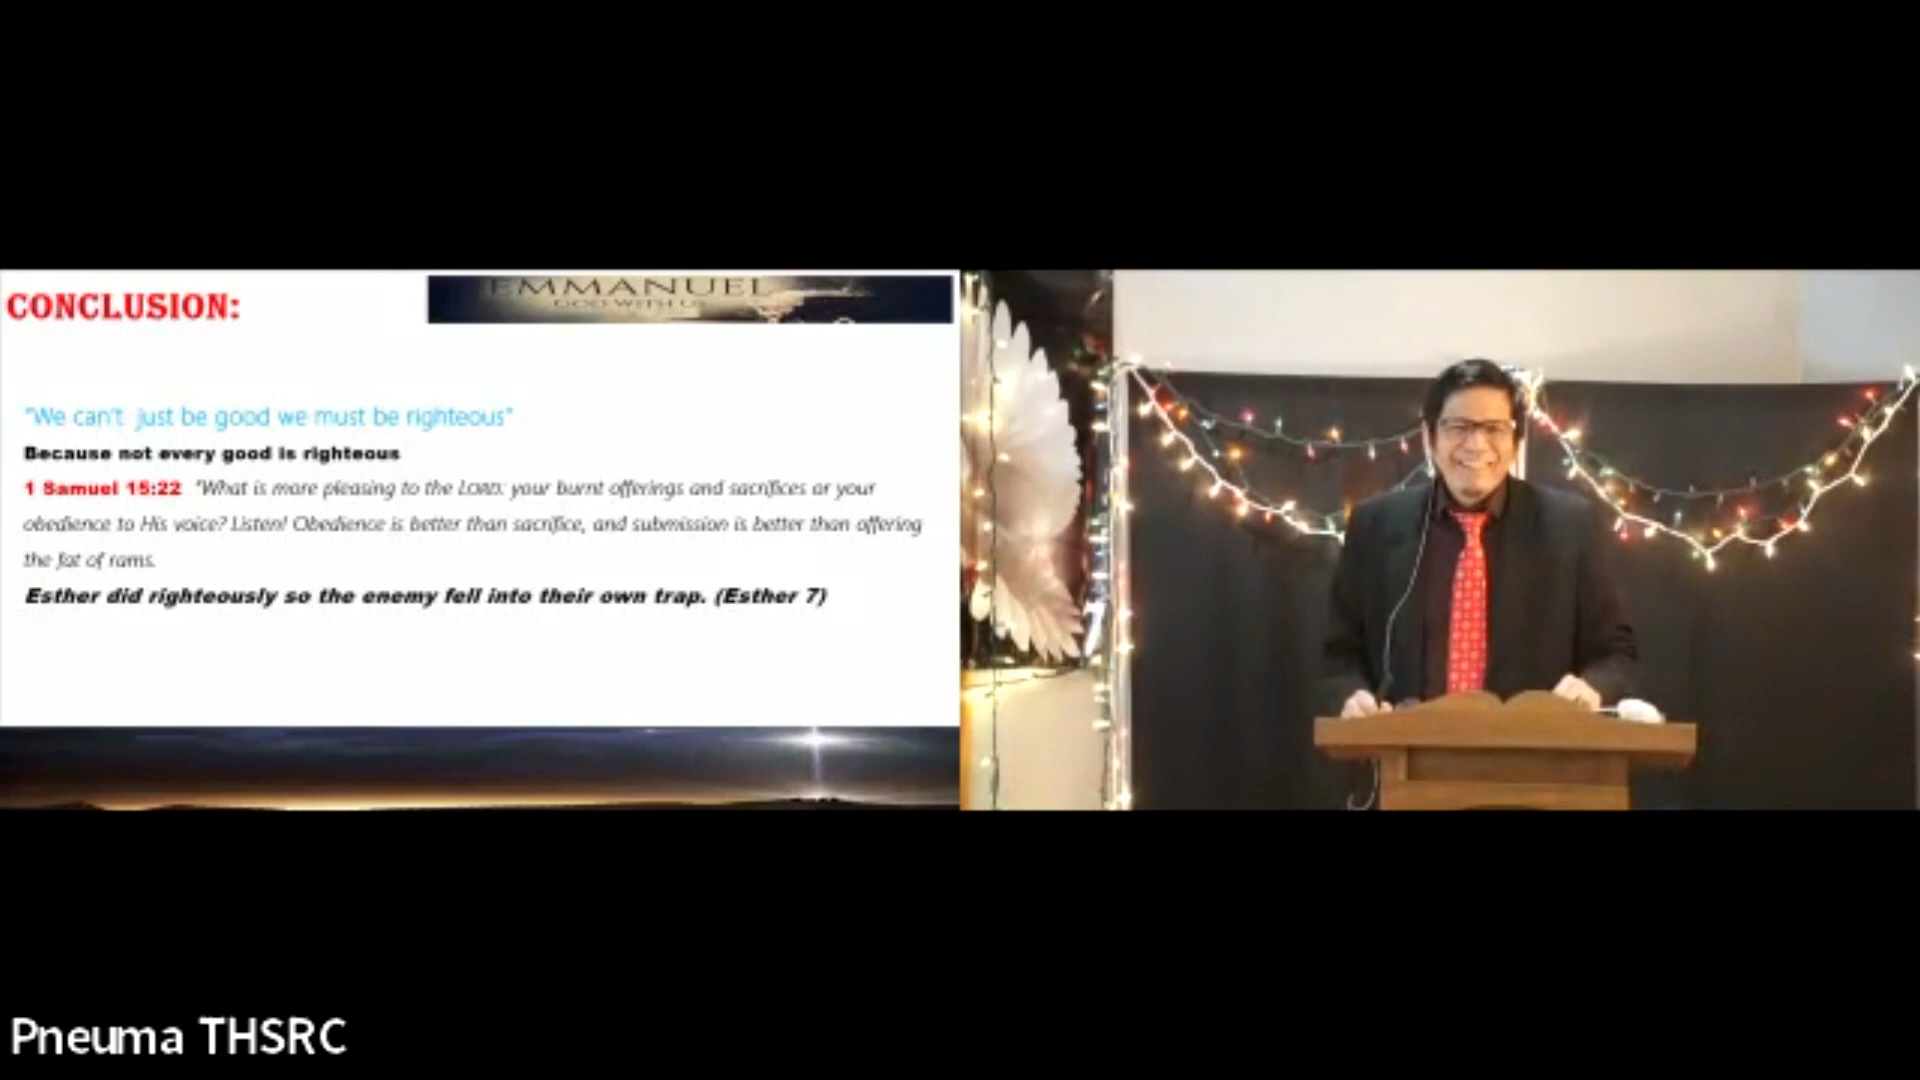 CONCLUSION:
EMMANUEL
GOD WITH US
"We can't just be good we must be righteous"
Because not every good is righteous
1 Samuel 15:22 "What is more pleasing to the LORD: your burnt offerings and sacrifices or your
obedience to His voice? Listen! Obedience is better than sacrifice, and submission is better than offering
the fat of rams.
Esther did righteously so the enemy fell into their own trap. (Esther 7)
Pneuma THSRC